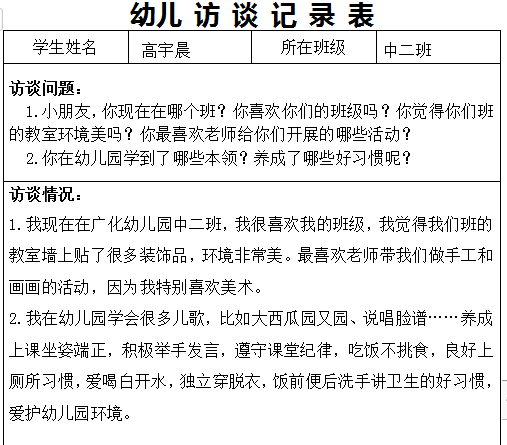 幼儿访谈记录表
学生姓名 高宇晨 所在班级 中二班
访谈问题：
1.小朋友，你现在在哪个班？你喜欢你们的班级吗？你觉得你们班
的教室环境美吗？你最喜欢老师给你们开展的哪些活动？
2.你在幼儿园学到了哪些本领？养成了哪些好习惯呢？
访谈情况：
1.我现在在广化幼儿园中二班，我很喜欢我的班级，我觉得我们班的
教室墙上贴了很多装饰品，环境非常美。最喜欢老师带我们做手工和
画画的活动，因为我特别喜欢美术。
2.我在幼儿园学会很多儿歌，比如大西瓜园又园、说唱脸谱……养成
上课坐姿端正，积极举手发言，遵守课堂纪律，吃饭不挑食，良好上
厕所习惯，爱喝白开水，独立穿脱衣，饭前便后洗手讲卫生的好习惯，
爱护幼儿园环境。